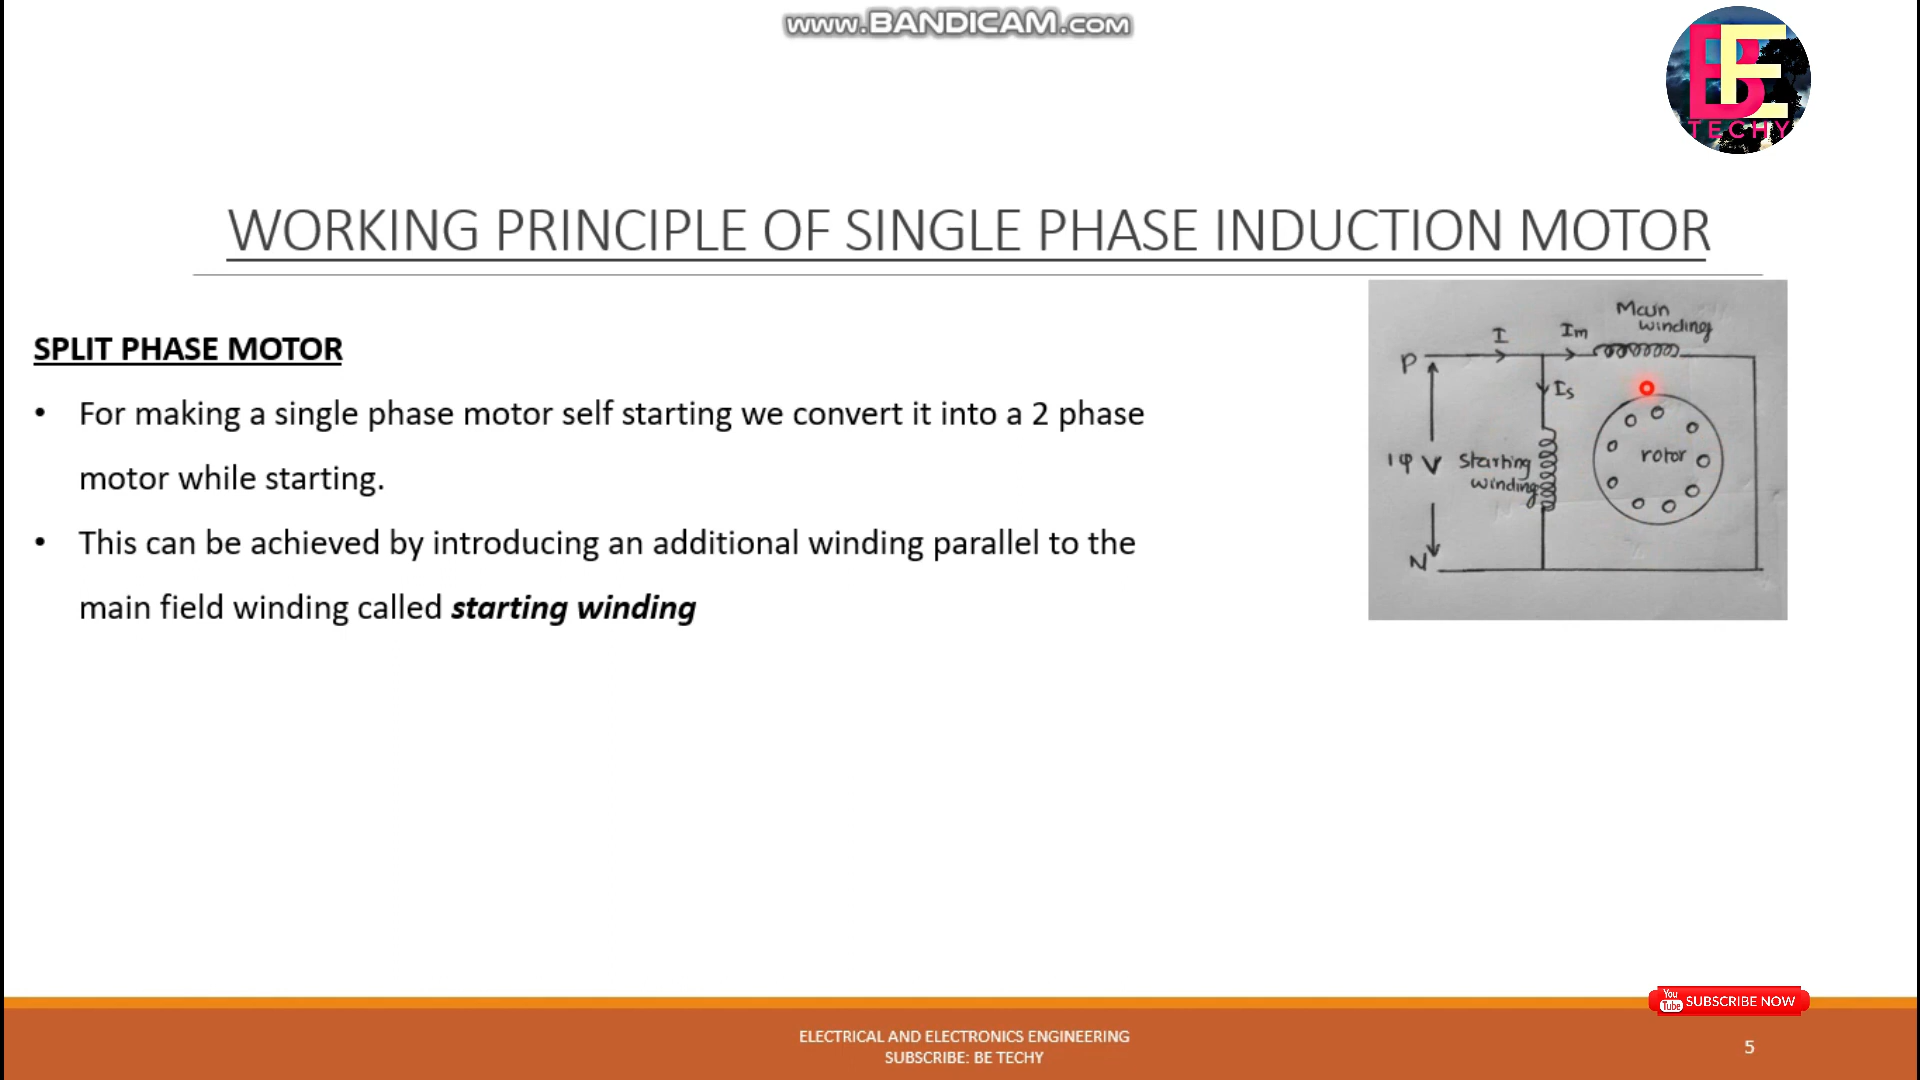 www.BANDICAM.com
BE
TECHY
WORKING PRINCIPLE OF SINGLE PHASE INDUCTION MOTOR
SPLIT PHASE MOTOR
• For making a single phase motor self starting we convert it into a 2 phase
motor while starting.
• This can be achieved by introducing an additional winding parallel to the
main field winding called starting winding
Main
winding
I
Im
P
Is
1φ V
Starting
winding
rotor
N
You
Tube
SUBSCRIBE NOW
ELECTRICAL AND ELECTRONICS ENGINEERING
SUBSCRIBE: BE TECHY
5